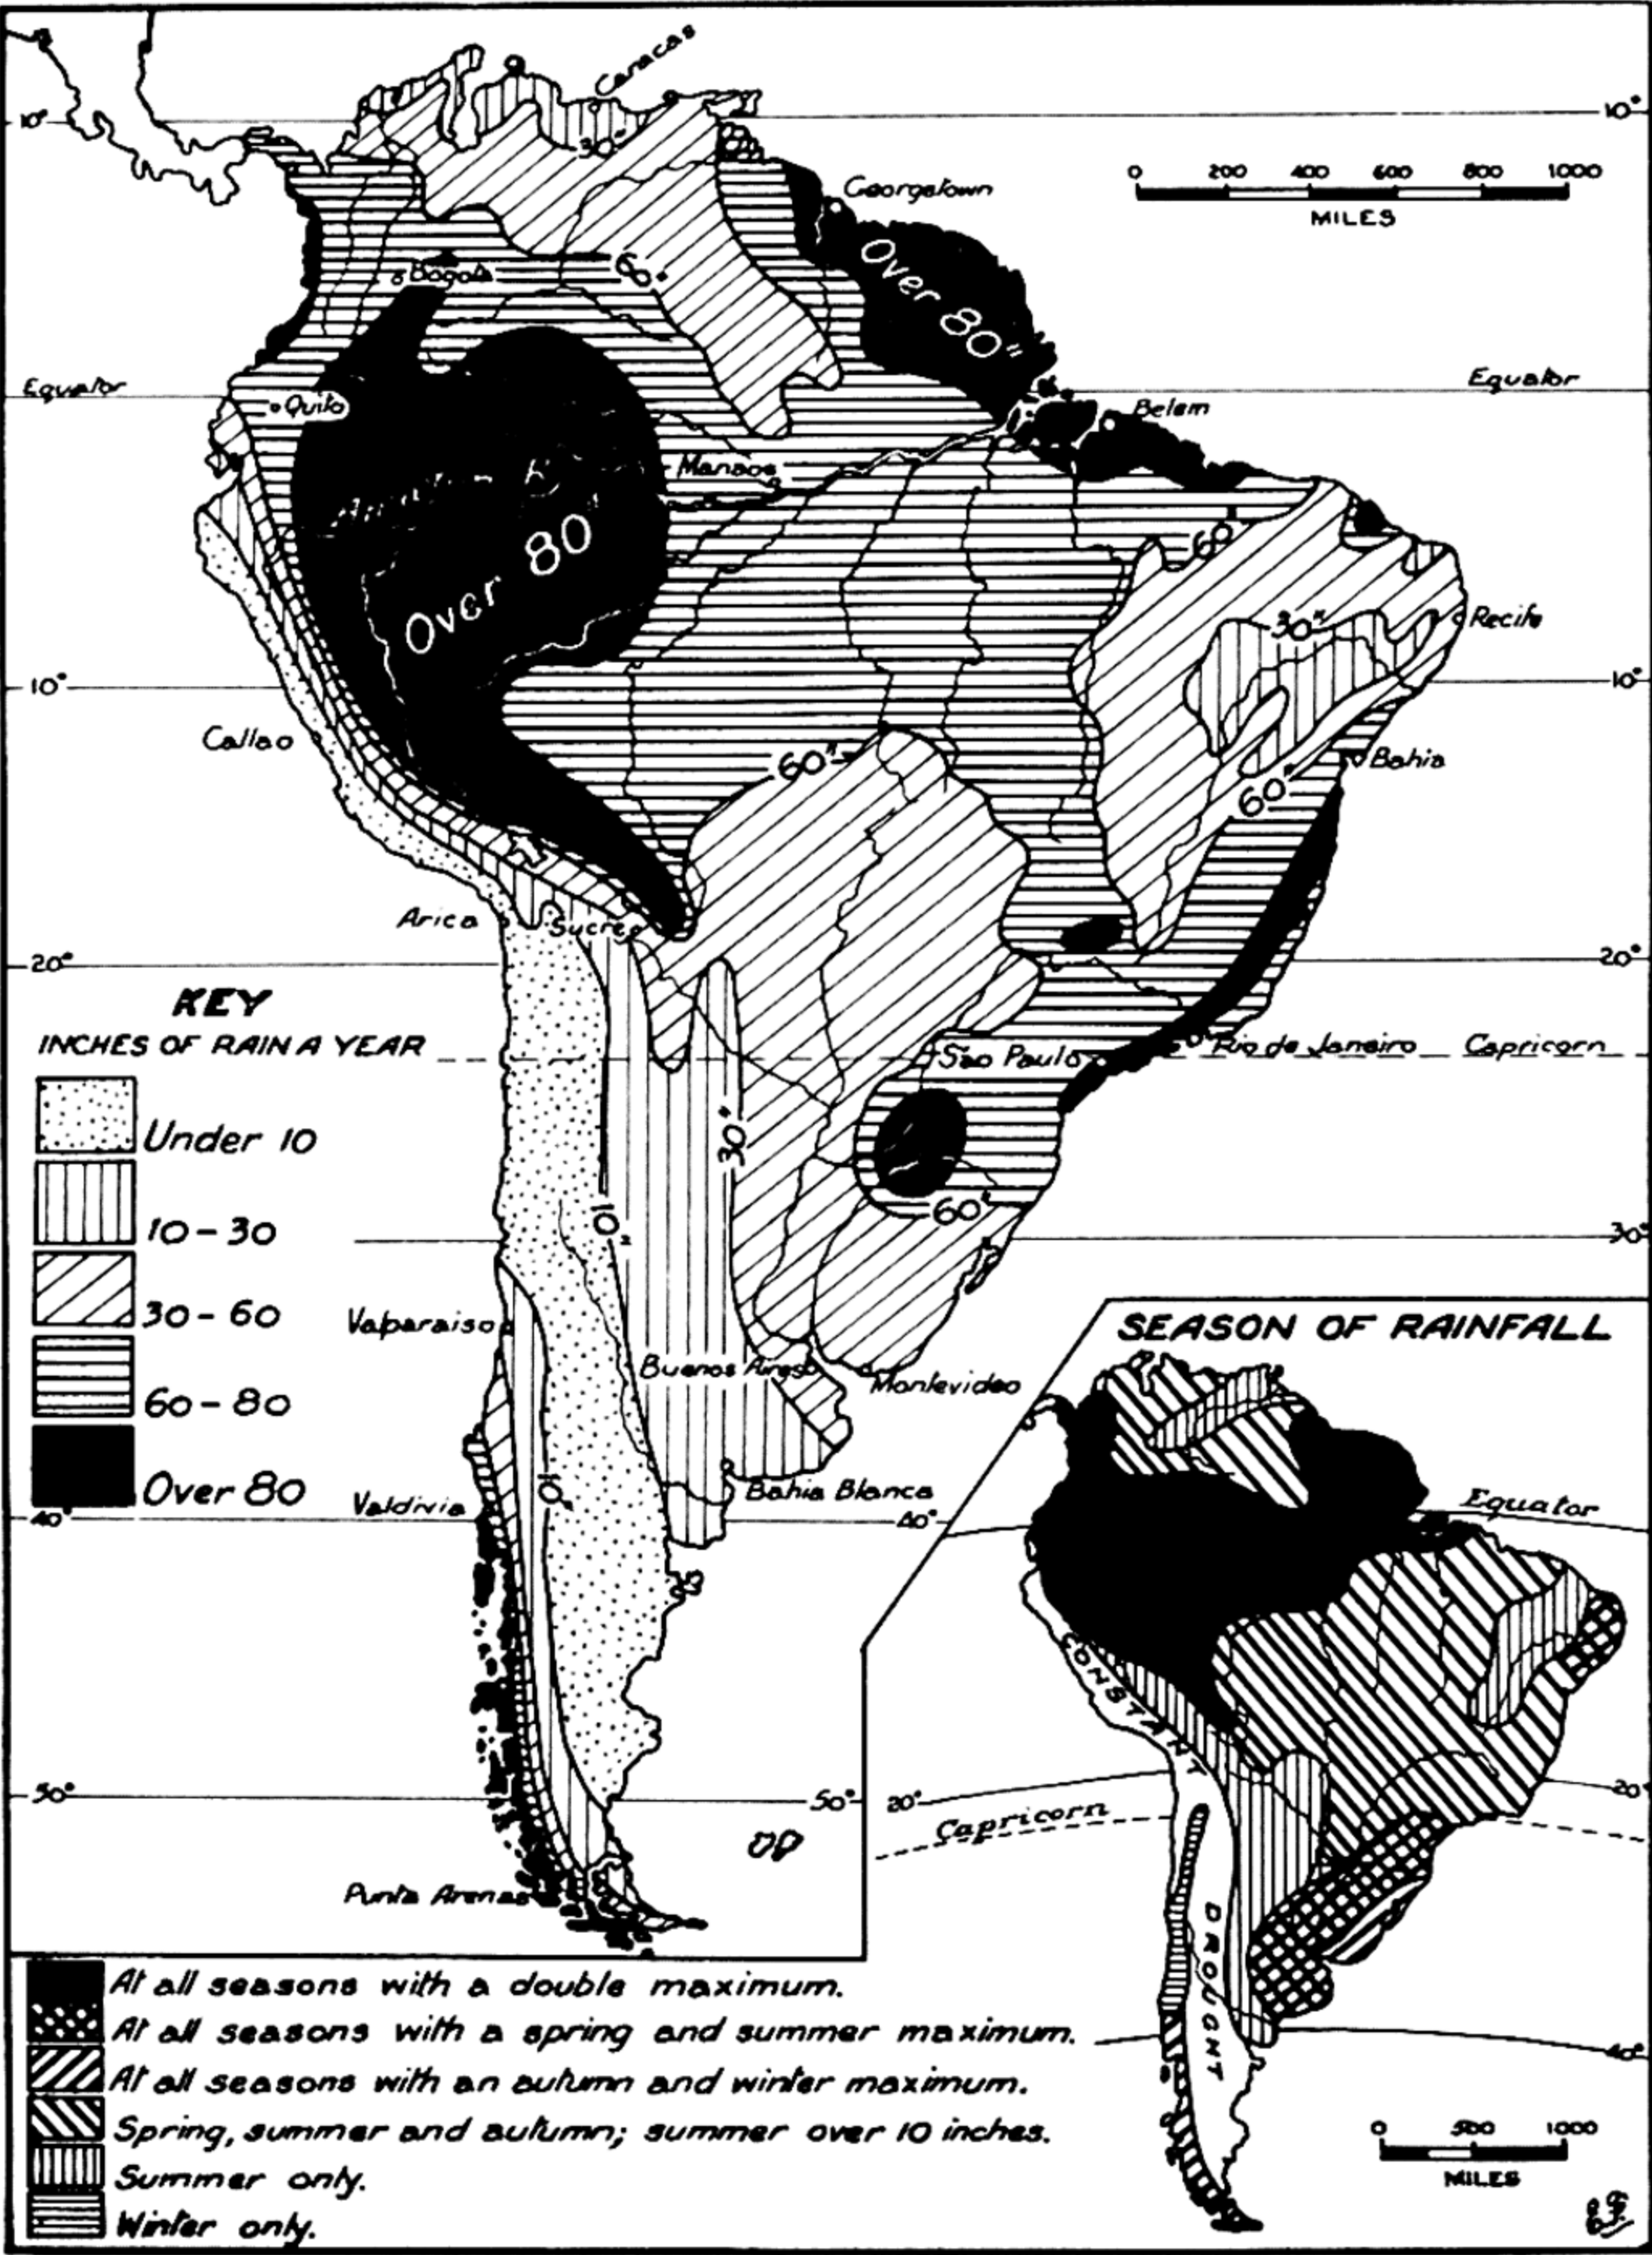 Caracas
10° 10°
30"
0 200 400 600 800 1000
MILES
Georgetown
Over 80"
Bogota
60"
Equator Equator
Quito
Belem
Manaos
Over 80"
60"
30"
Recife
10° 10°
Callao
60"
60"
Bahia
Arica
Sucre
20° 20°
KEY
INCHES OF RAIN A YEAR
São Paulo
Rio de Janeiro
Capricorn
Under 10
30"
10-30
10"
60"
30°
30-60
Valparaiso
Buenos Aires
Montevideo
60-80
10"
Over 80
Valdivia
Bahia Blanca
40° 40°
50° 50°
Punta Arenas
SEASON OF RAINFALL
Equator
CONSTANT
20° 20°
Capricorn
DROUGHT
40°
0 500 1000
MILES
At all seasons with a double maximum.
At all seasons with a spring and summer maximum.
At all seasons with an autumn and winter maximum.
Spring, summer and autumn; summer over 10 inches.
Summer only.
Winter only.